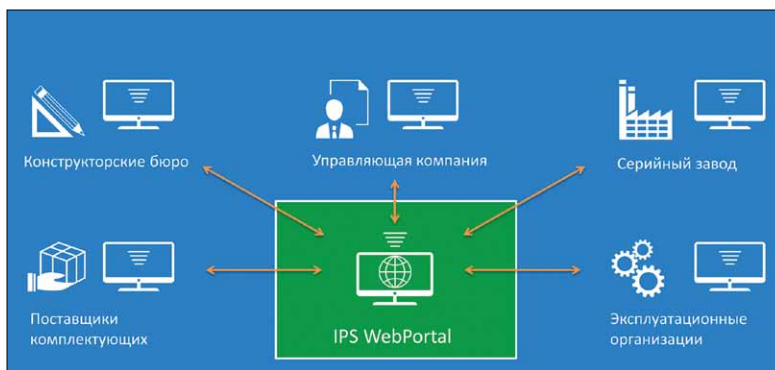 Конструкторские бюро
Управляющая компания
Серийный завод
Поставщики
комплектующих
IPS WebPortal
Эксплуатационные
организации